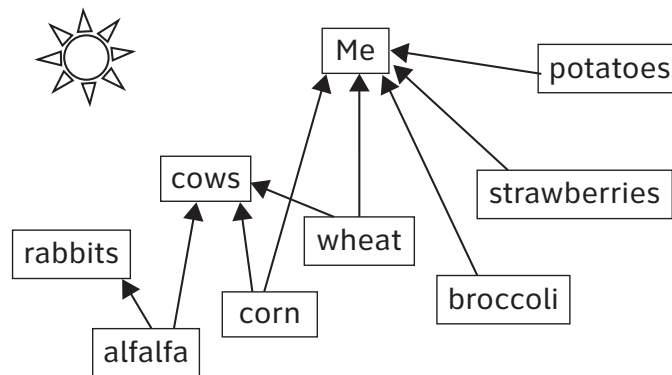 Me
potatoes
cows
strawberries
wheat
rabbits
broccoli
corn
alfalfa